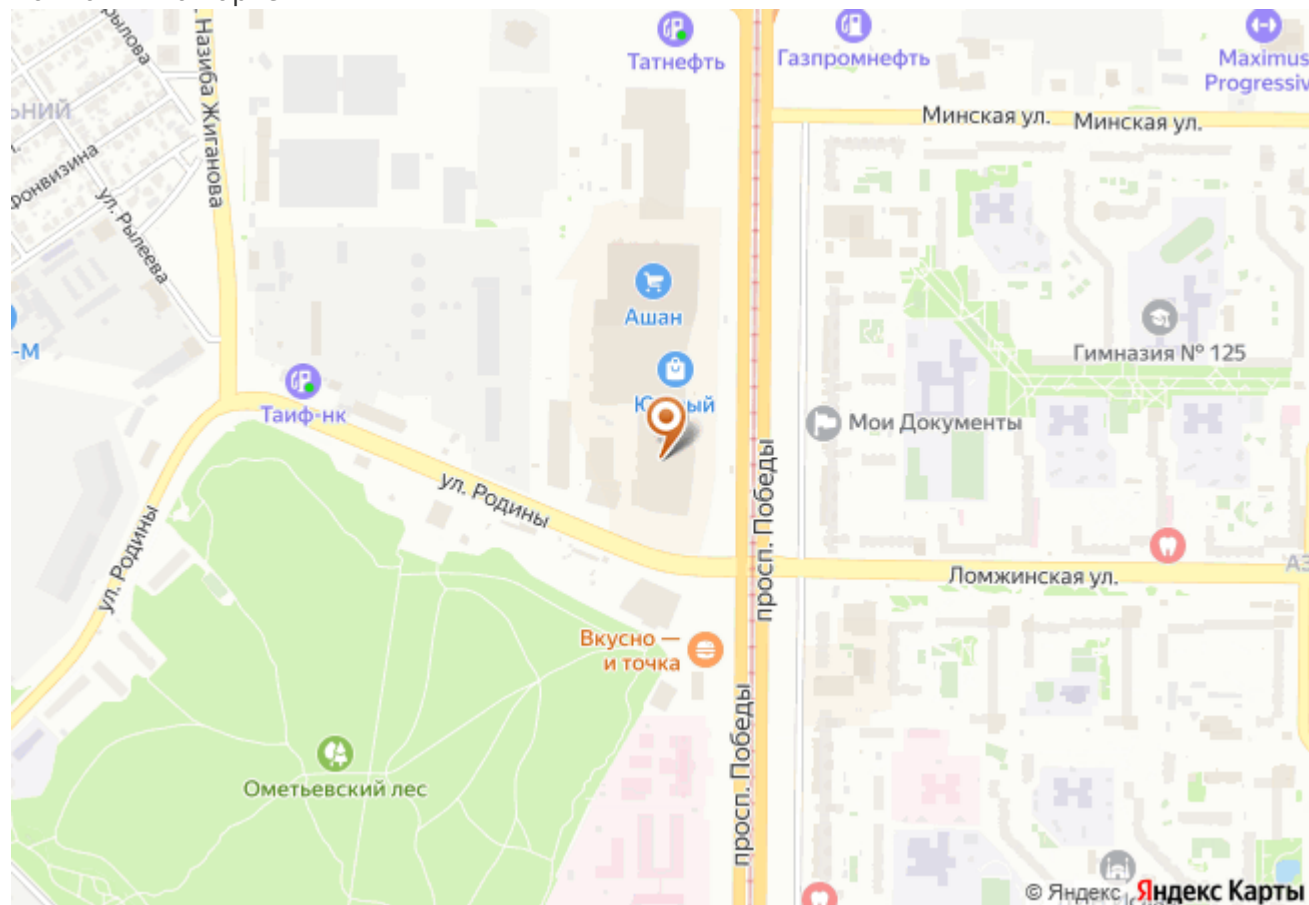 Назиба Жиганова
Татнефть
Газпромнефть
Maximus
Progressiv
Минская ул.
Минская ул.
ул. Рылеева
Ашан
-М
Гимназия № 125
Таиф-нк
Мои Документы
ул. Родины
ул. Родины
просп. Победы
Ломжинская ул.
Вкусно —
и точка
просп. Победы
Ометьевский лес
© Яндекс Яндекс Карты